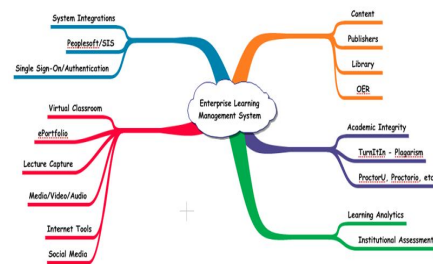 System Integrations
Peoplesoft/SIS
Single Sign-On/Authentication
Enterprise Learning
Management System
Content
Publishers
Library
OER
Academic Integrity
TurnItIn - Plagarism
ProctorU, Proctorio, etc
Learning Analytics
Institutional Assessment
Virtual Classroom
ePortfolio
Lecture Capture
Media/Video/Audio
Internet Tools
Social Media